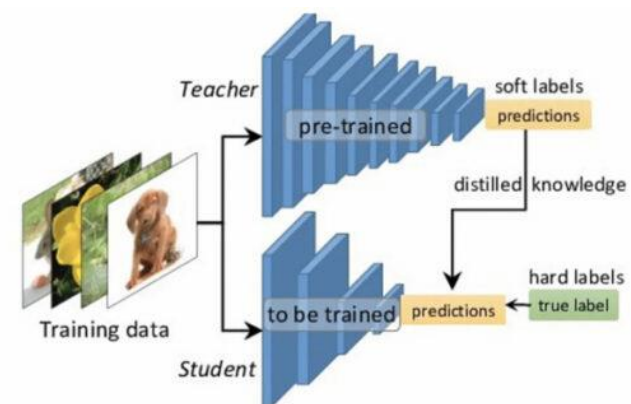 Teacher
pre-trained
soft labels
predictions
distilled knowledge
Training data
to be trained
predictions
hard labels
true label
Student